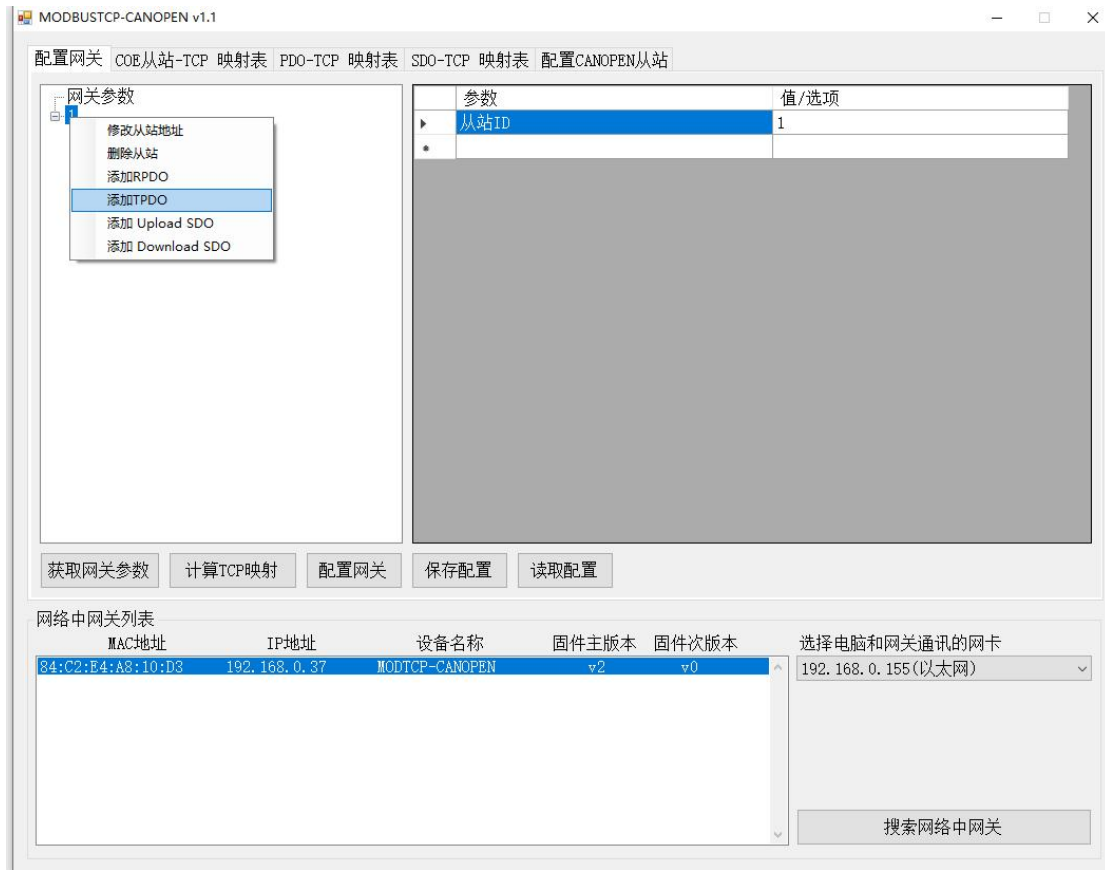 MODBUSTCP-CANOPEN v1.1
配置网关 COE从站-TCP 映射表 PDO-TCP 映射表 SDO-TCP 映射表 配置CANOPEN从站
网关参数
1
修改从站地址
删除从站
添加RPDO
添加TPDO
添加 Upload SDO
添加 Download SDO
参数 值/选项
从站ID 1
获取网关参数 计算TCP映射 配置网关 保存配置 读取配置
网络中网关列表
MAC地址 IP地址 设备名称 固件主版本 固件次版本
84:C2:E4:A8:10:D3 192.168.0.37 MODTCP-CANOPEN v2 v0
选择电脑和网关通讯的网卡
192.168.0.155(以太网)
搜索网络中网关